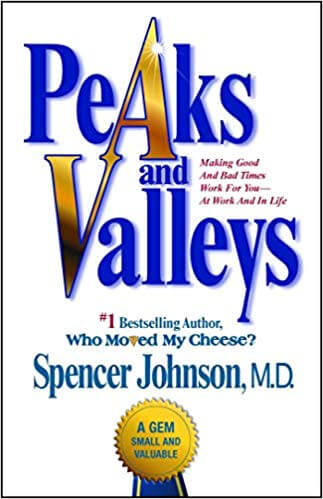 PeAks
and
Valleys
Making Good
And Bad Times
Work For You—
At Work And In Life
#1 Bestselling Author,
Who Moved My Cheese?
Spencer Johnson, M.D.
A GEM
SMALL AND
VALUABLE